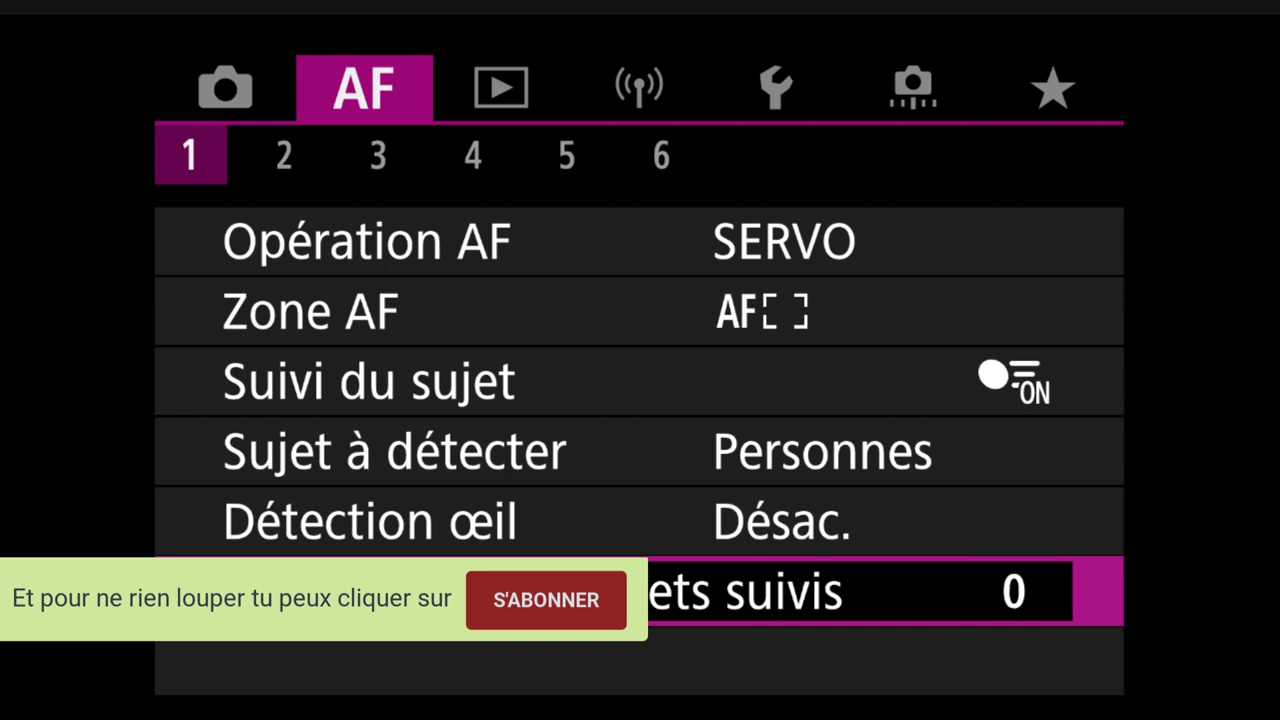 AF
1 2 3 4 5 6
Opération AF SERVO
Zone AF AF
Suivi du sujet ON
Sujet à détecter Personnes
Détection œil Désac.
ets suivis 0
Et pour ne rien louper tu peux cliquer sur S'ABONNER